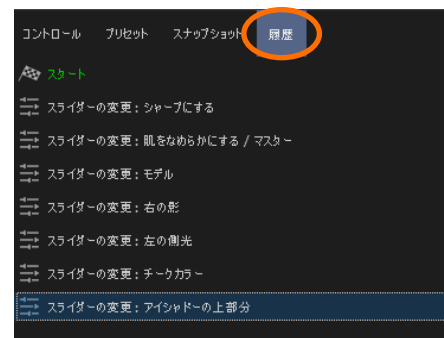 コントロール プリセット スナップショット 履歴
スタート
スライダーの変更：シャープにする
スライダーの変更：肌をなめらかにする / マスター
スライダーの変更：モデル
スライダーの変更：右の影
スライダーの変更：左の側光
スライダーの変更：チークカラー
スライダーの変更：アイシャドーの上部分